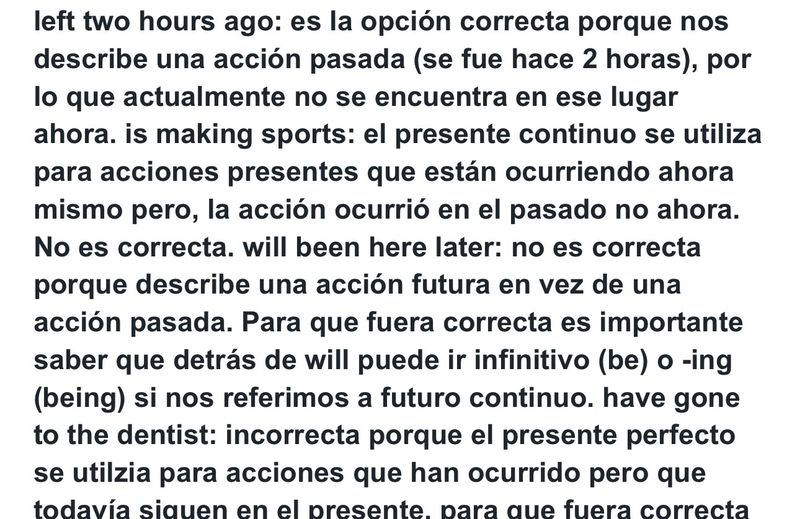 left two hours ago: es la opción correcta porque nos
describe una acción pasada (se fue hace 2 horas), por
lo que actualmente no se encuentra en ese lugar
ahora. is making sports: el presente continuo se utiliza
para acciones presentes que están ocurriendo ahora
mismo pero, la acción ocurrió en el pasado no ahora.
No es correcta. will been here later: no es correcta
porque describe una acción futura en vez de una
acción pasada. Para que fuera correcta es importante
saber que detrás de will puede ir infinitivo (be) o -ing
(being) si nos referimos a futuro continuo. have gone
to the dentist: incorrecta porque el presente perfecto
se utilzia para acciones que han ocurrido pero que
todavía siguen en el presente. para que fuera correcta